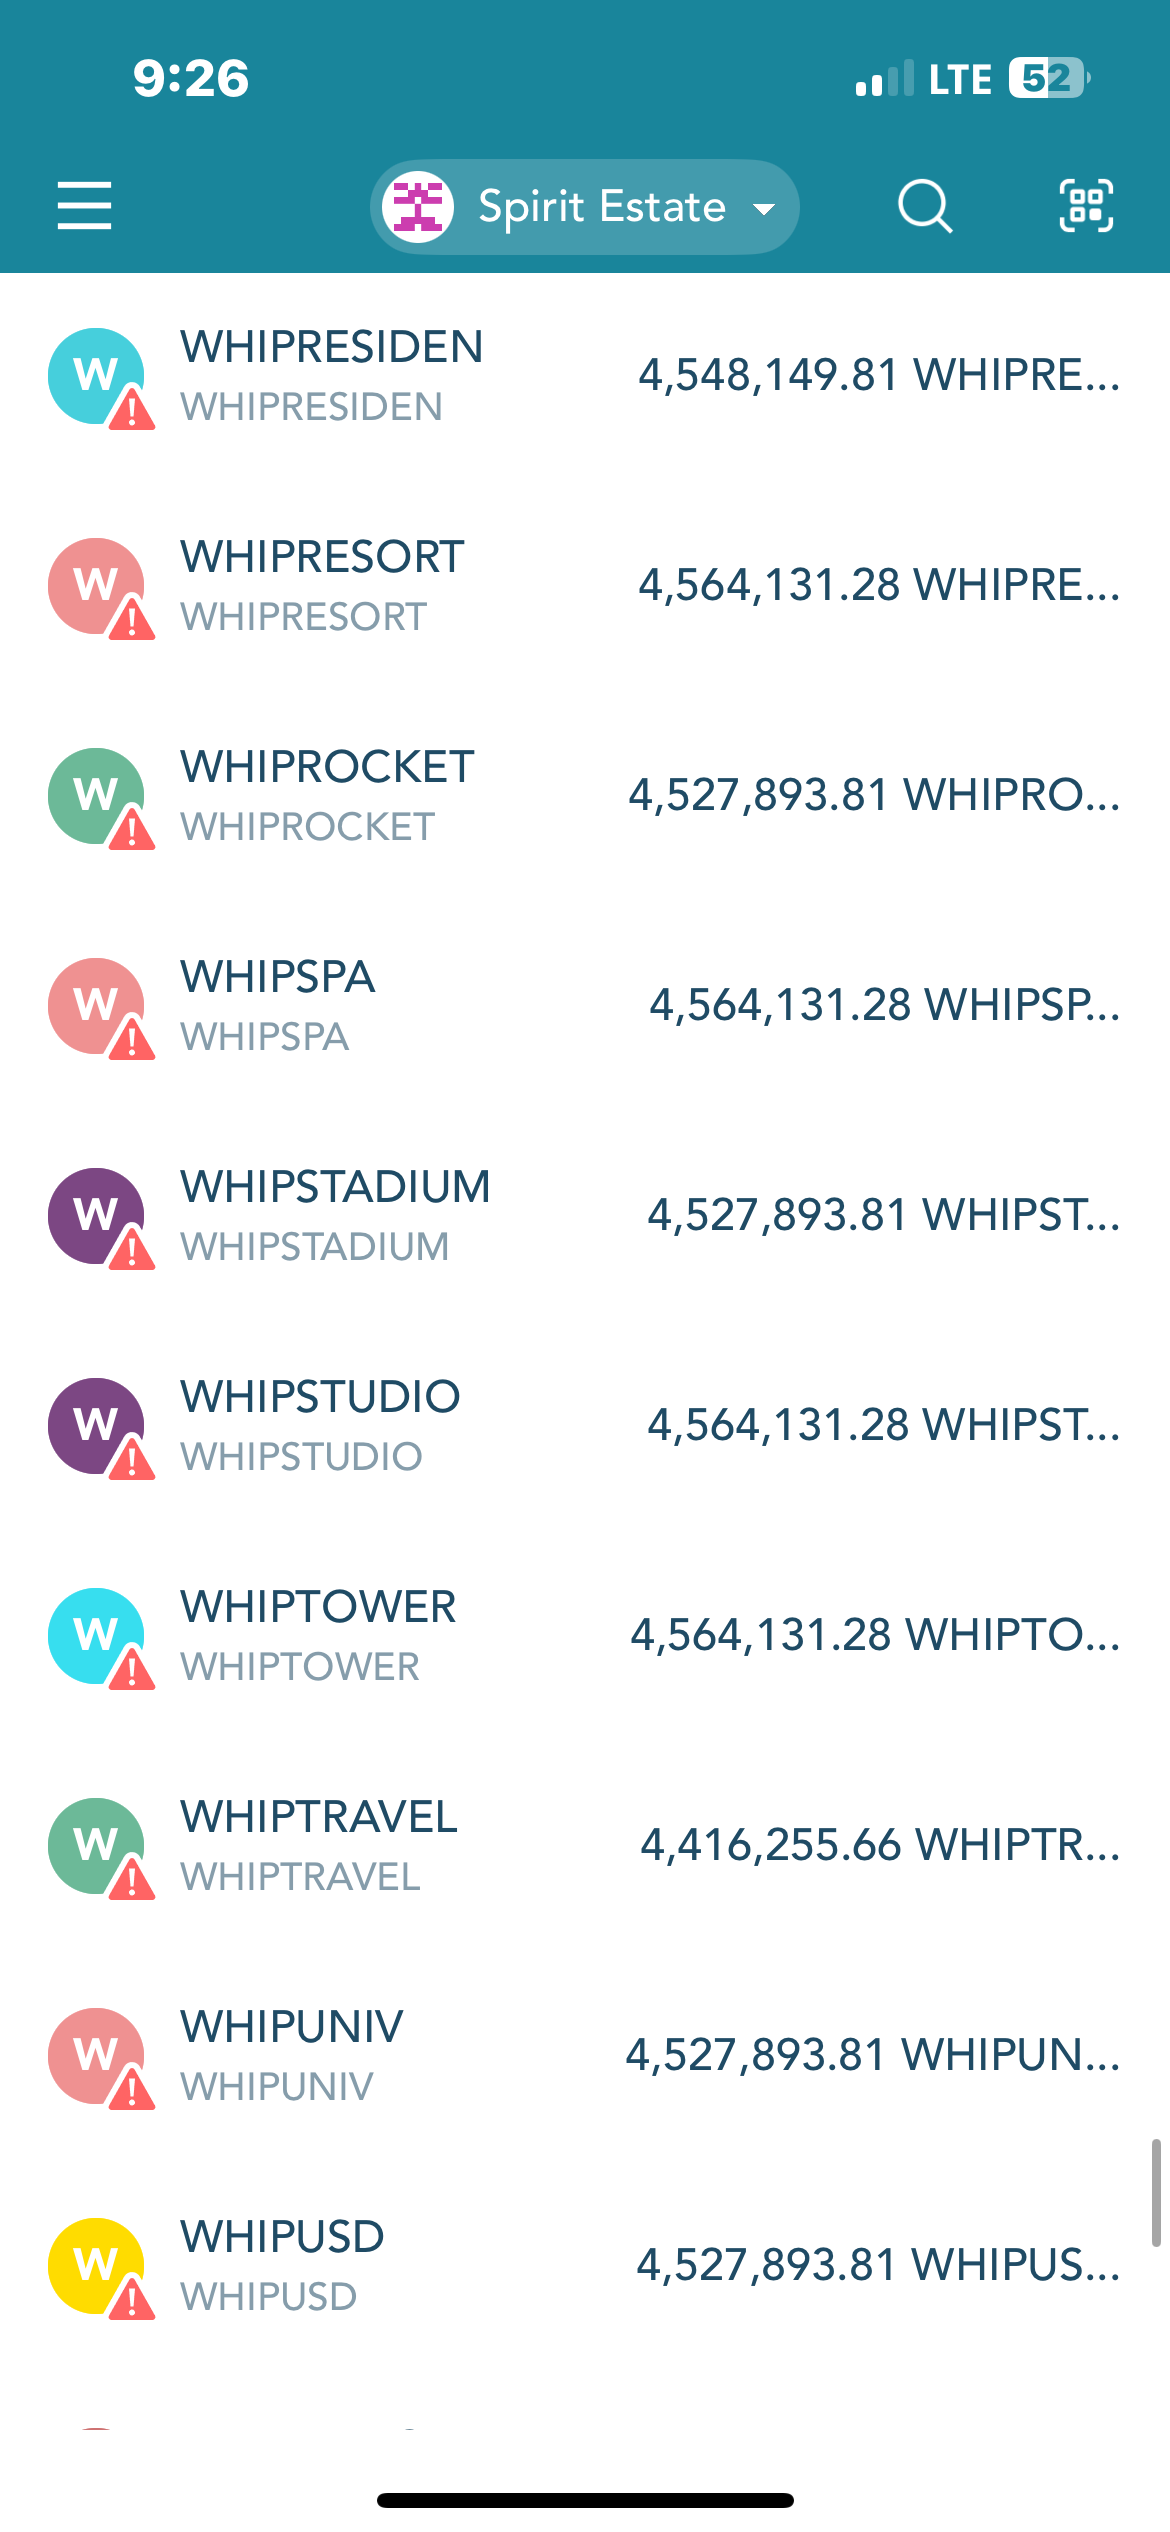 9:26
LTE 52
Spirit Estate
W
WHIPRESIDEN
WHIPRESIDEN
4,548,149.81 WHIPRE...
W
WHIPRESORT
WHIPRESORT
4,564,131.28 WHIPRE...
W
WHIPROCKET
WHIPROCKET
4,527,893.81 WHIPRO...
W
WHIPSPA
WHIPSPA
4,564,131.28 WHIPSP...
W
WHIPSTADIUM
WHIPSTADIUM
4,527,893.81 WHIPST...
W
WHIPSTUDIO
WHIPSTUDIO
4,564,131.28 WHIPST...
W
WHIPTOWER
WHIPTOWER
4,564,131.28 WHIPTO...
W
WHIPTRAVEL
WHIPTRAVEL
4,416,255.66 WHIPTR...
W
WHIPUNIV
WHIPUNIV
4,527,893.81 WHIPUN...
W
WHIPUSD
WHIPUSD
4,527,893.81 WHIPUS...